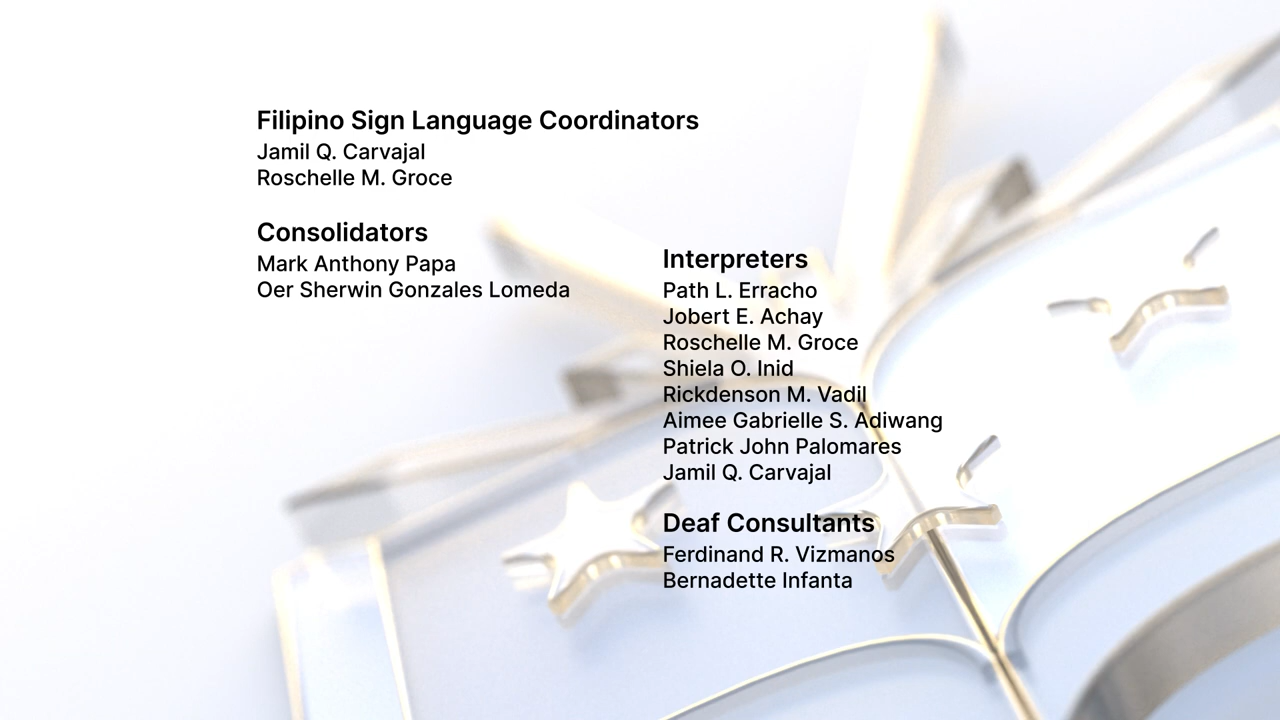 Filipino Sign Language Coordinators
Jamil Q. Carvajal
Roschelle M. Groce
Consolidators
Mark Anthony Papa
Oer Sherwin Gonzales Lomeda
Interpreters
Path L. Erracho
Jobert E. Achay
Roschelle M. Groce
Shiela O. Inid
Rickdenson M. Vadil
Aimee Gabrielle S. Adiwang
Patrick John Palomares
Jamil Q. Carvajal
Deaf Consultants
Ferdinand R. Vizmanos
Bernadette Infanta